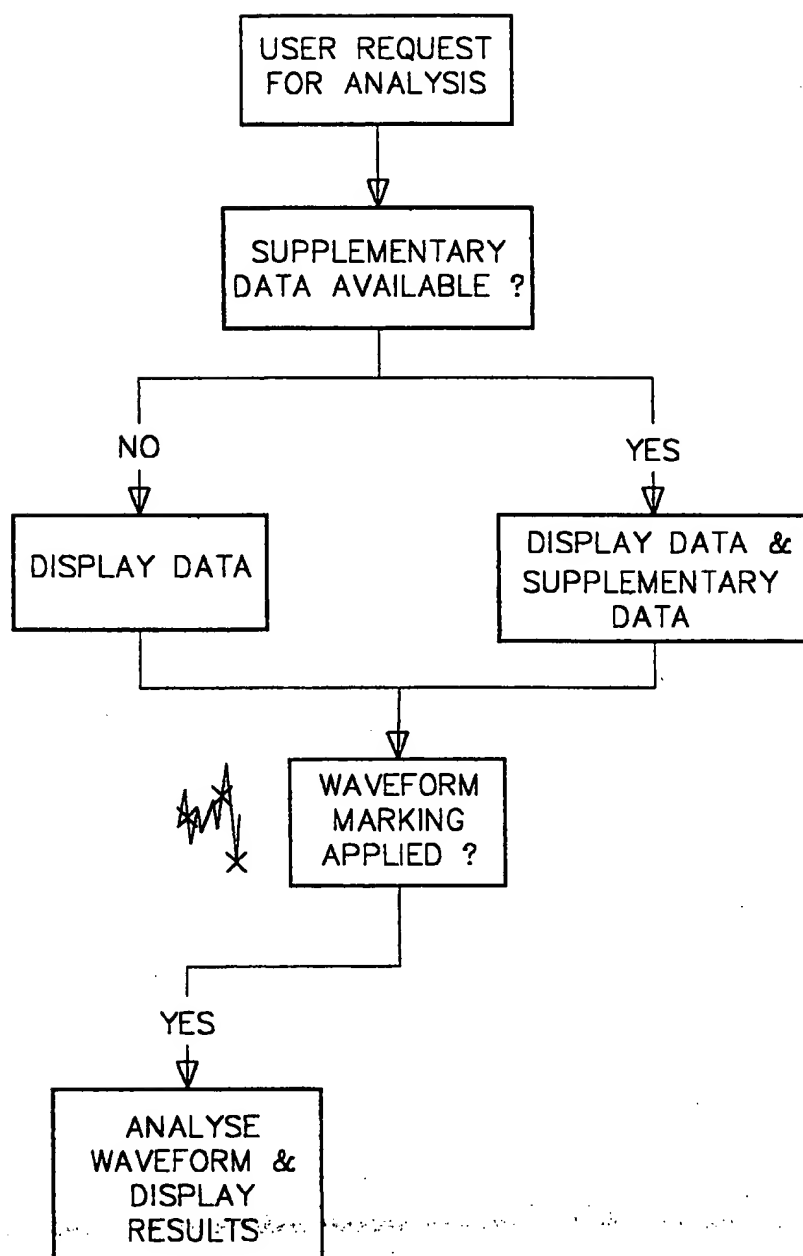 USER REQUEST
FOR ANALYSIS
SUPPLEMENTARY
DATA AVAILABLE ?
NO
YES
DISPLAY DATA
DISPLAY DATA &
SUPPLEMENTARY
DATA
WAVEFORM
MARKING
APPLIED ?
YES
ANALYSE
WAVEFORM &
DISPLAY
RESULTS